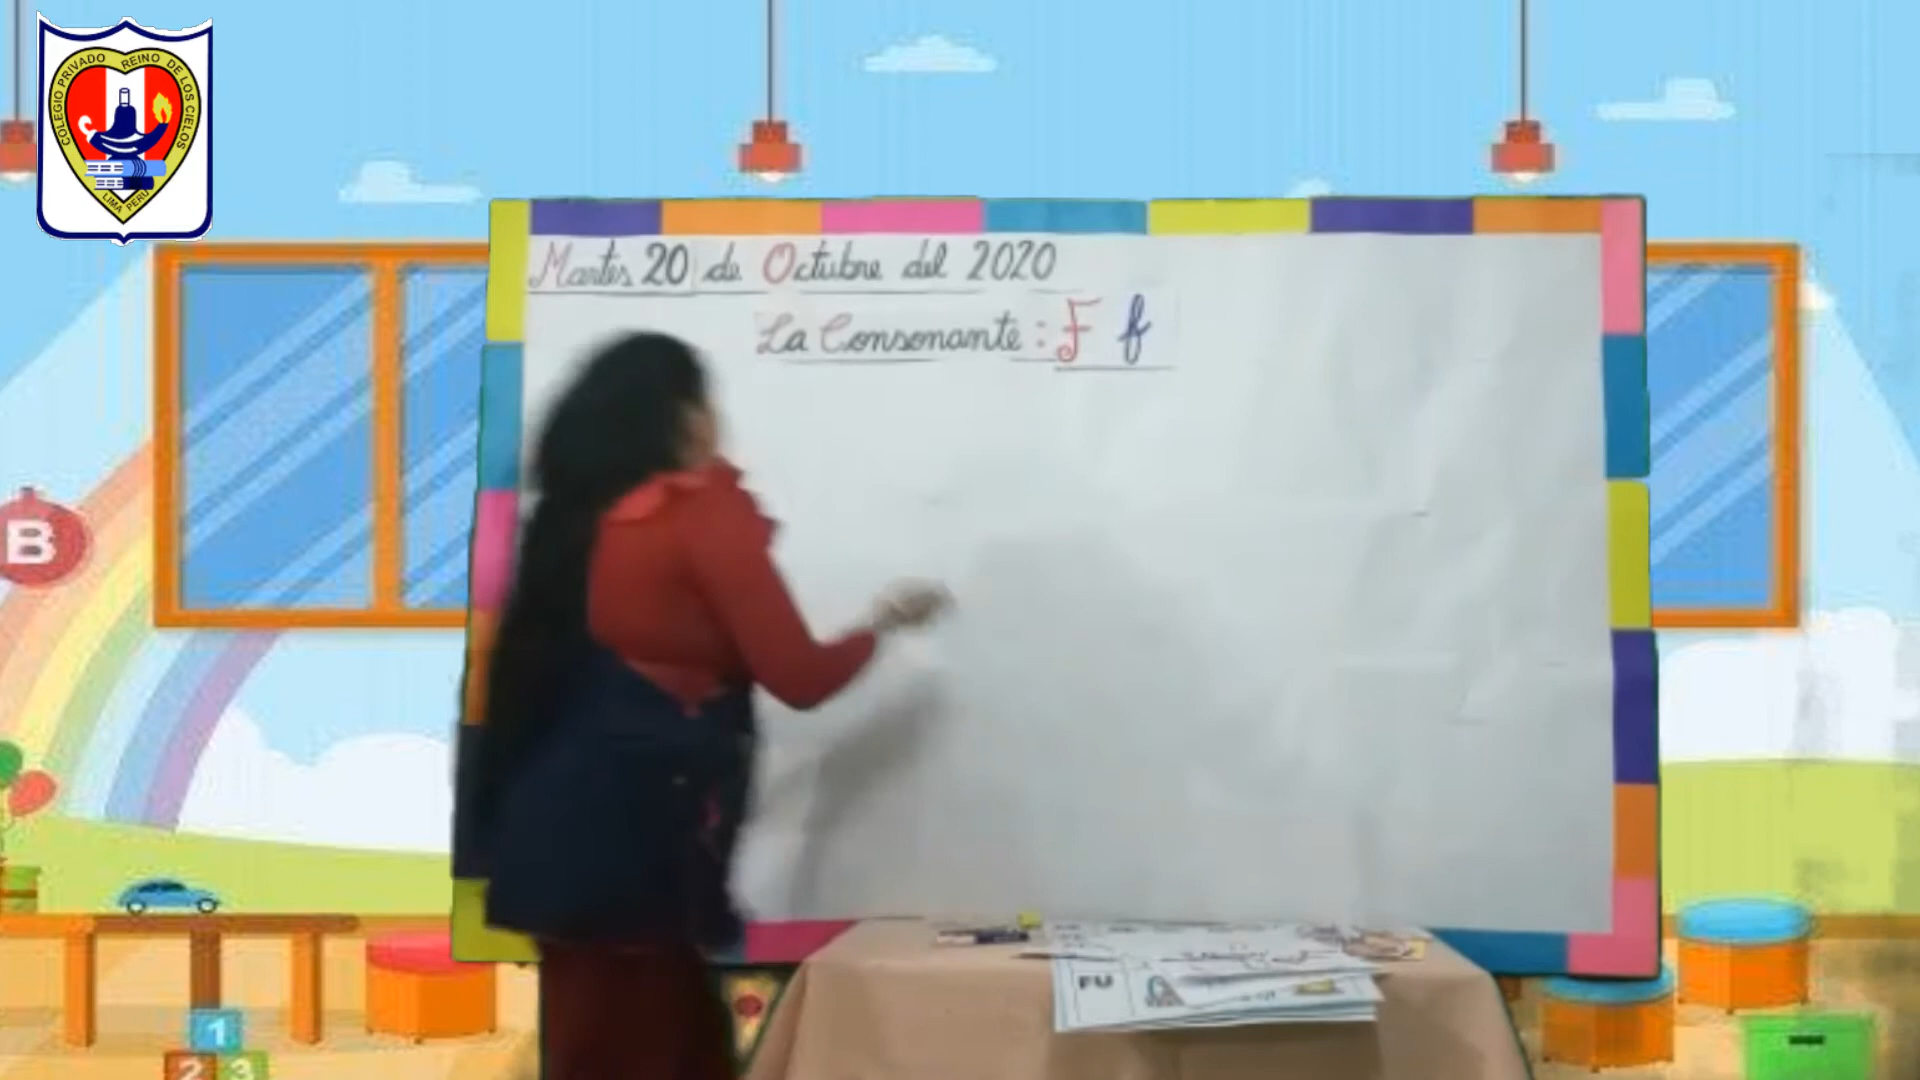 COLEGIO PRIVADO REINO DE LOS CIELOS
LIMA PERÚ
Martes 20 de Octubre del 2020
La Consonante : F f
B
FU
1
2 3